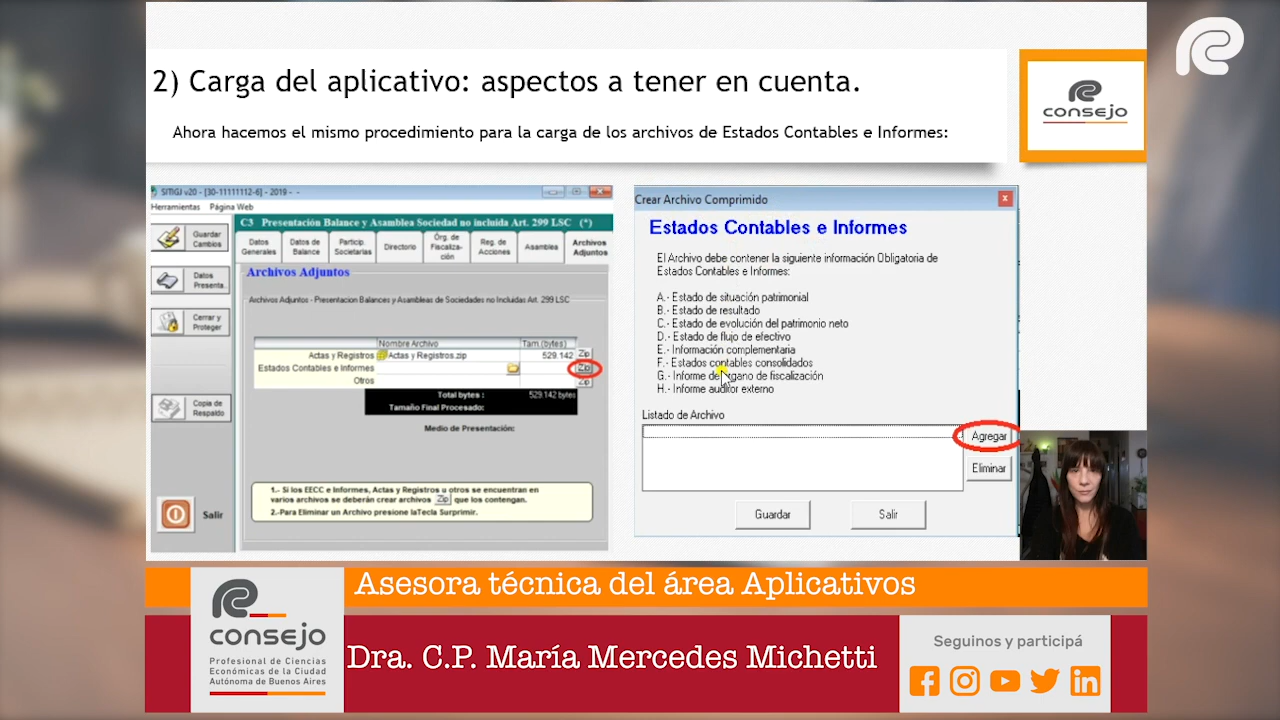 2) Carga del aplicativo: aspectos a tener en cuenta.
Ahora hacemos el mismo procedimiento para la carga de los archivos de Estados Contables e Informes:
consejo
SITIGJ v20 - [30-11111112-6] - 2019 - -
Herramientas Página Web
Guardar Cambios
Datos Presenta..
Cerrar y Proteger
Copia de Respaldo
Salir
C3 Presentación Balance y Asamblea Sociedad no incluida Art. 299 LSC (*)
Datos Generales
Datos de Balance
Particip. Societarias
Directorio
Órg. de Fiscaliza-ción
Reg. de Acciones
Asamblea
Archivos Adjuntos
Archivos Adjuntos
Archivos Adjuntos - Presentacion Balances y Asambleas de Sociedades no Incluidas Art. 299 LSC
Nombre Archivo Tam.(bytes)
Actas y Registros Actas y Registros.zip 529.142 Zip
Estados Contables e Informes Zip
Otros Zip
Total bytes : 529.142 bytes
Tamaño Final Procesado:
Medio de Presentación:
1.- Si los EECC e Informes, Actas y Registros u otros se encuentran en
varios archivos se deberán crear archivos Zip que los contengan.
2.-Para Eliminar un Archivo presione laTecla Surprimir.
Crear Archivo Comprimido
x
Estados Contables e Informes
El Archivo debe contener la siguiente información Obligatoria de
Estados Contables e Informes:
A.- Estado de situación patrimonial
B.- Estado de resultado
C.- Estado de evolución del patrimonio neto
D.- Estado de flujo de efectivo
E.- Información complementaria
F.- Estados contables consolidados
G.- Informe de órgano de fiscalización
H.- Informe auditor externo
Listado de Archivo
Agregar
Eliminar
Guardar
Salir
Asesora técnica del área Aplicativos
consejo
Profesional de Ciencias
Económicas de la Ciudad
Autónoma de Buenos Aires
Dra. C.P. María Mercedes Michetti
Seguinos y participá